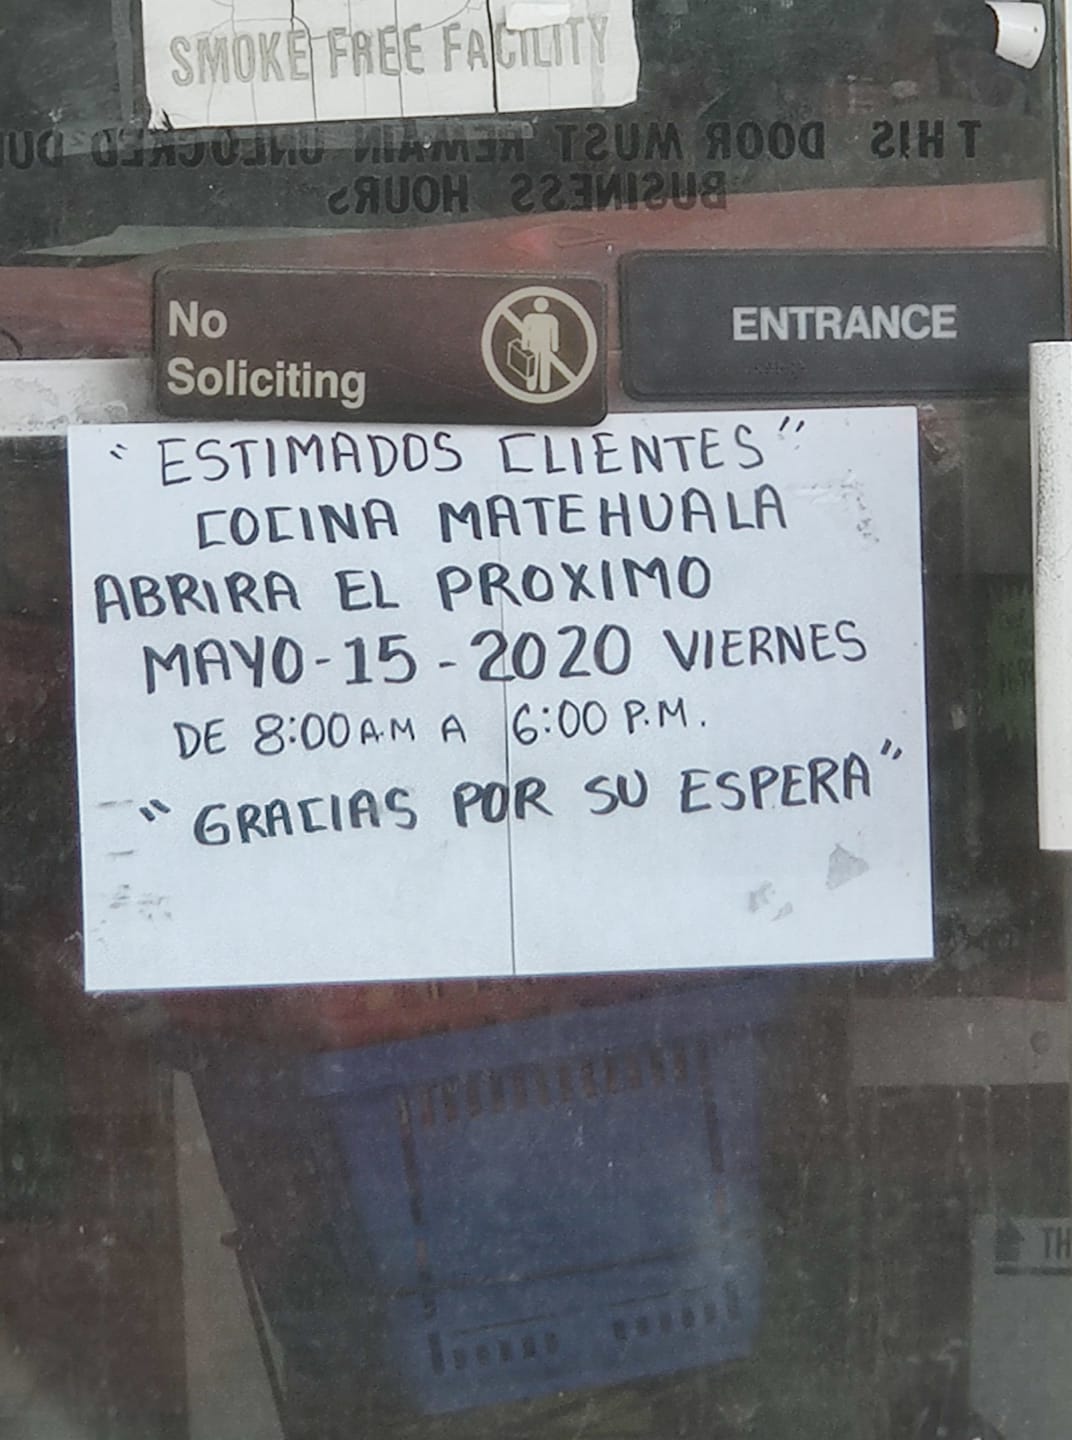 SMOKE FREE FACILITY
THIS DOOR MUST REMAIN UNLOCKED DU
BUSINESS HOURS
No
Soliciting
ENTRANCE
"ESTIMADOS CLIENTES"
COCINA MATEHUALA
ABRIRA EL PROXIMO
MAYO-15-2020 VIERNES
DE 8:00 A.M A 6:00 P.M.
"GRACIAS POR SU ESPERA"
TH